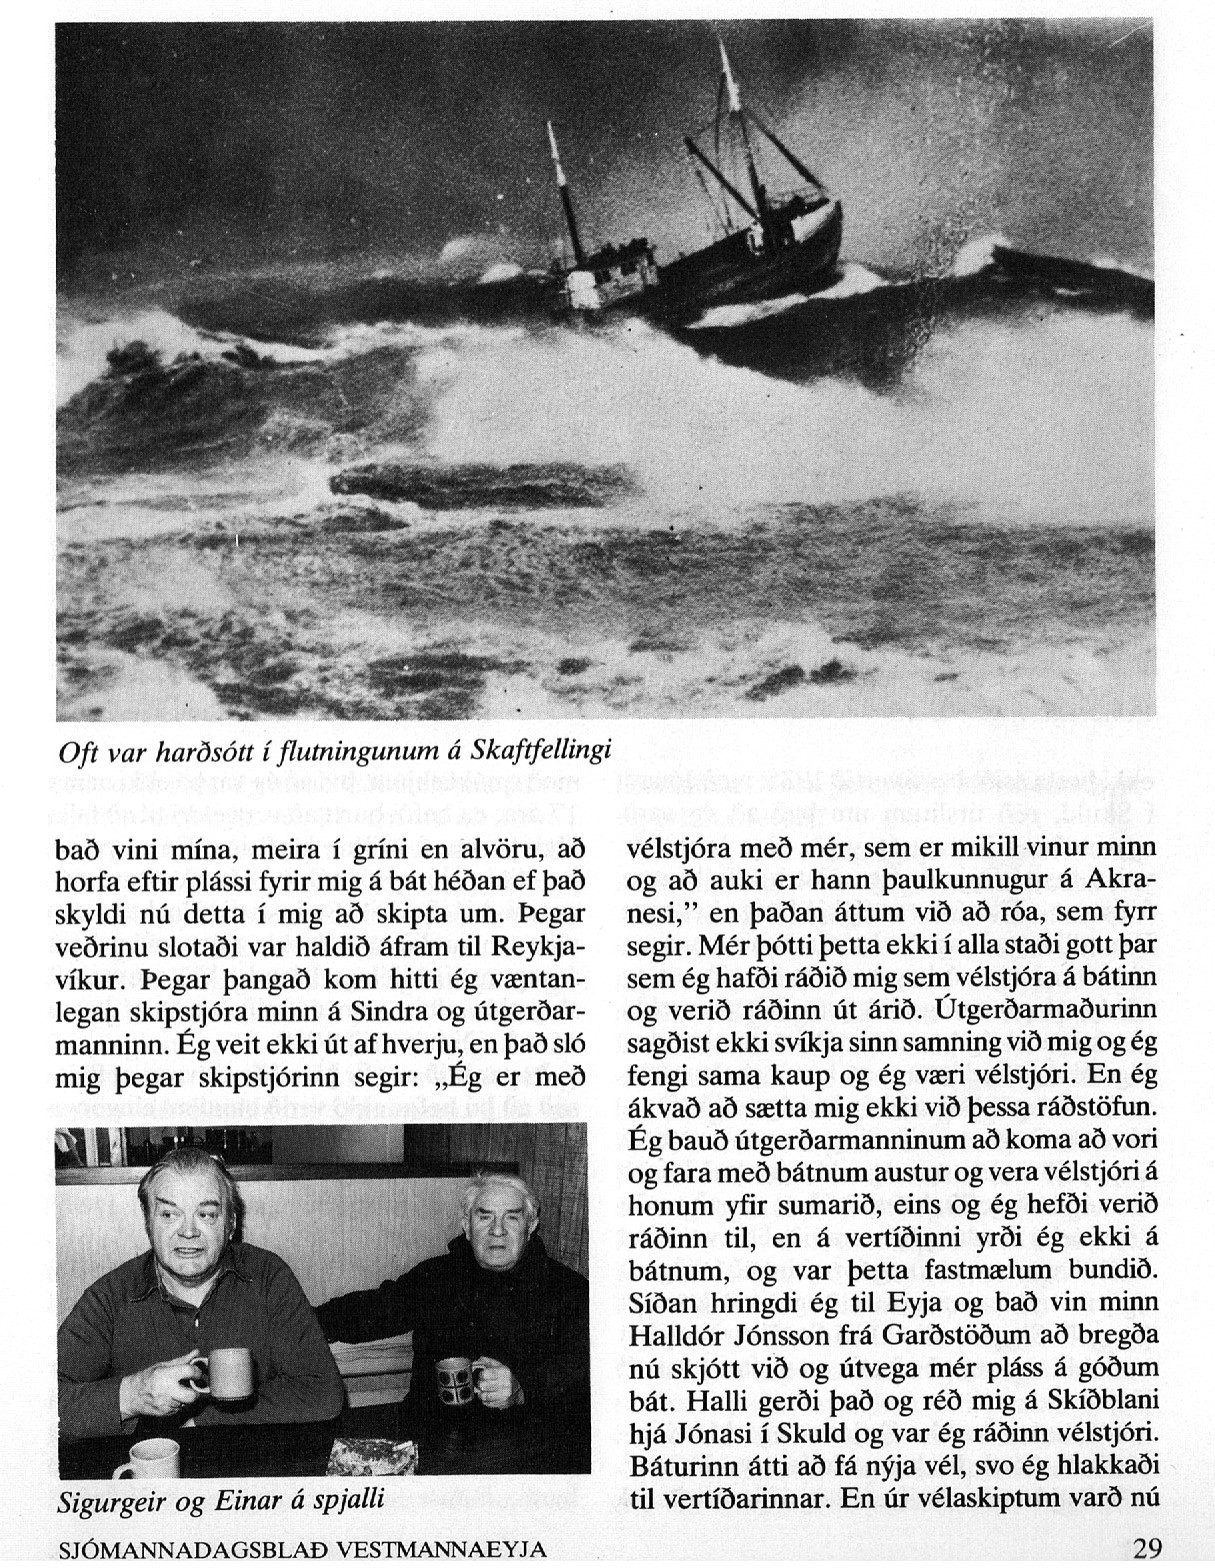 Oft var harðsótt í flutningunum á Skaftfellingi
bað vini mína, meira í gríni en alvöru, að
horfa eftir plássi fyrir mig á bát héðan ef það
skyldi nú detta í mig að skipta um. Þegar
veðrinu slotaði var haldið áfram til Reykja-
víkur. Þegar þangað kom hitti ég væntan-
legan skipstjóra minn á Sindra og útgerðar-
manninn. Ég veit ekki út af hverju, en það sló
mig þegar skipstjórinn segir: „Ég er með
Sigurgeir og Einar á spjalli
vélstjóra með mér, sem er mikill vinur minn
og að auki er hann þaulkunnugur á Akra-
nesi,” en þaðan áttum við að róa, sem fyrr
segir. Mér þótti þetta ekki í alla staði gott þar
sem ég hafði ráðið mig sem vélstjóra á bátinn
og verið ráðinn út árið. Útgerðarmaðurinn
sagðist ekki svíkja sinn samning við mig og ég
fengi sama kaup og ég væri vélstjóri. En ég
ákvað að sætta mig ekki við þessa ráðstöfun.
Ég bauð útgerðarmanninum að koma að vori
og fara með bátnum austur og vera vélstjóri á
honum yfir sumarið, eins og ég hefði verið
ráðinn til, en á vertíðinni yrði ég ekki á
bátnum, og var þetta fastmælum bundið.
Síðan hringdi ég til Eyja og bað vin minn
Halldór Jónsson frá Garðstöðum að bregða
nú skjótt við og útvega mér pláss á góðum
bát. Halli gerði það og réð mig á Skíðblani
hjá Jónasi í Skuld og var ég ráðinn vélstjóri.
Báturinn átti að fá nýja vél, svo ég hlakkaði
til vertíðarinnar. En úr vélaskiptum varð nú
SJÓMANNADAGSBLAÐ VESTMANNAEYJA
29